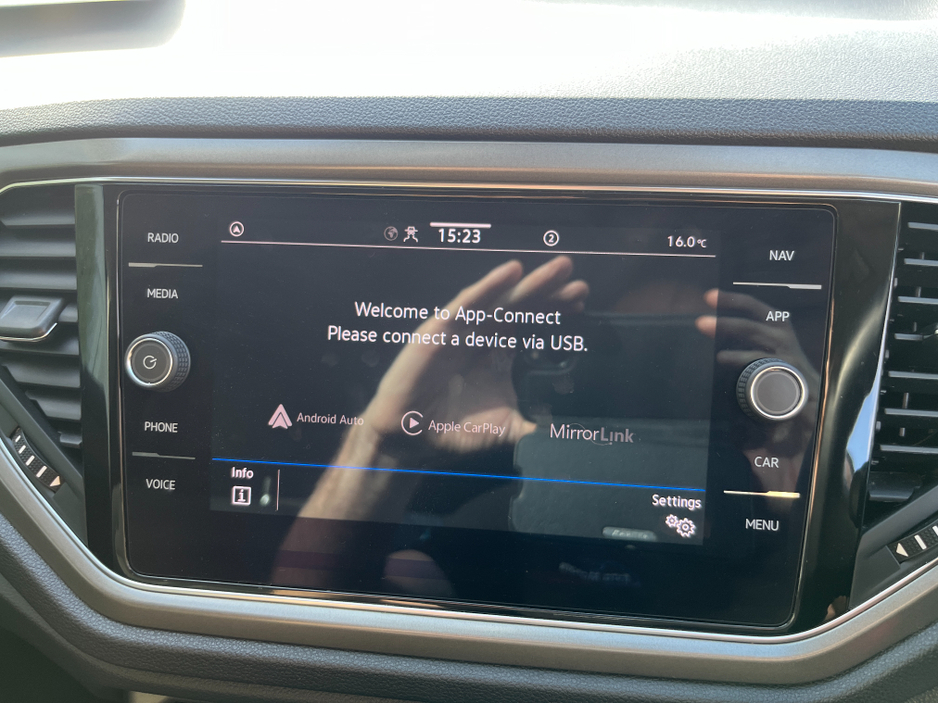 RADIO
MEDIA
PHONE
VOICE
15:23
2
16.0°C
Welcome to App-Connect
Please connect a device via USB.
Android Auto
Apple CarPlay
MirrorLink
Info
i
Settings
NAV
APP
CAR
MENU